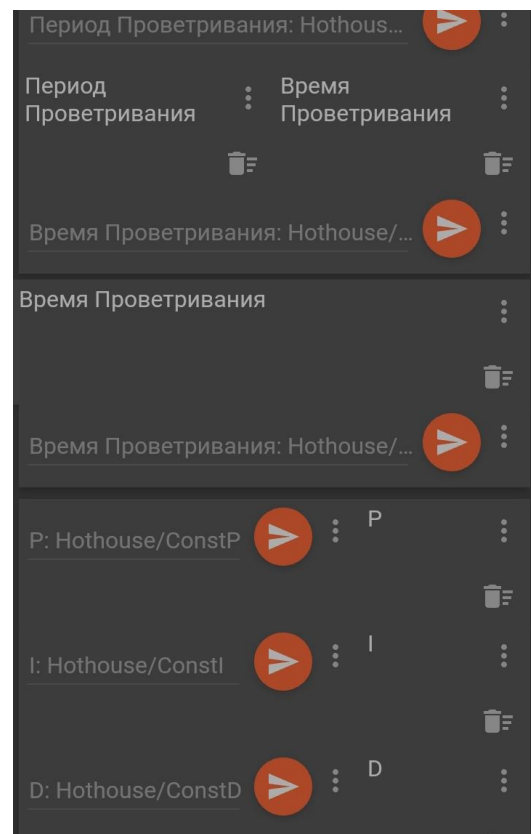 Период Проветривания: Hothous...
Период
Проветривания
Время
Проветривания
Время Проветривания: Hothouse/...
Время Проветривания
Время Проветривания: Hothouse/...
P: Hothouse/ConstP
P
I: Hothouse/ConstI
I
D: Hothouse/ConstD
D